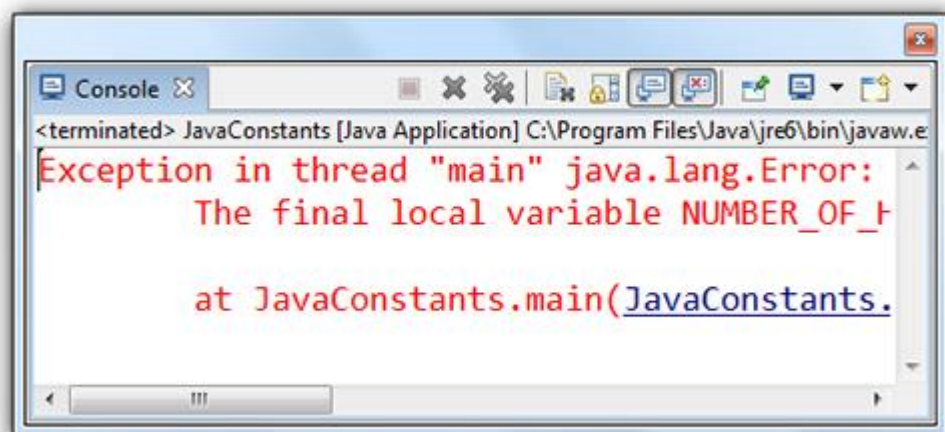 Console
<terminated> JavaConstants [Java Application] C:\Program Files\Java\jre6\bin\javaw.e
Exception in thread "main" java.lang.Error:
The final local variable NUMBER_OF_H
at JavaConstants.main(JavaConstants.